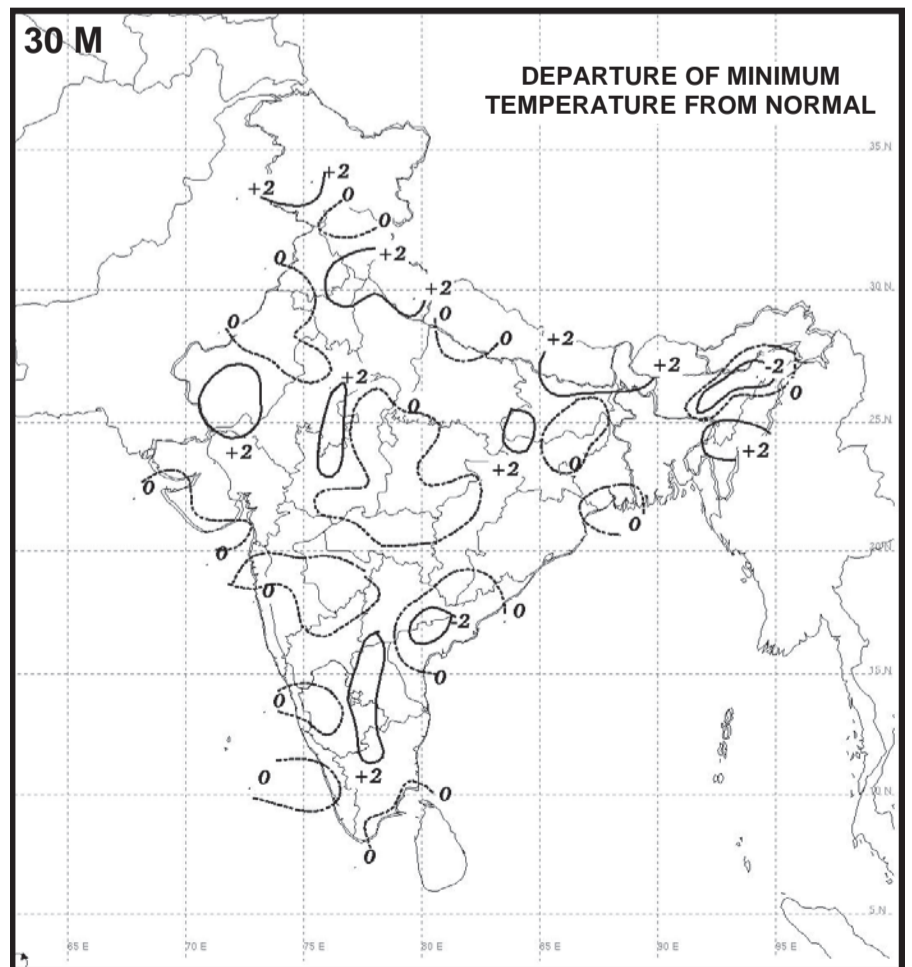 30 M
DEPARTURE OF MINIMUM
TEMPERATURE FROM NORMAL
35 N
+2
+2
0
0
+2
0
+2
30 N
0
0
0
+2
+2
-2
+2
0
0
25 N
+2
+2
0
+2
0
0
20 N
0
0
-2
0
0
15 N
0
+2
0
0
10 N
0
5 N
65 E
70 E
75 E
80 E
85 E
90 E
95 E